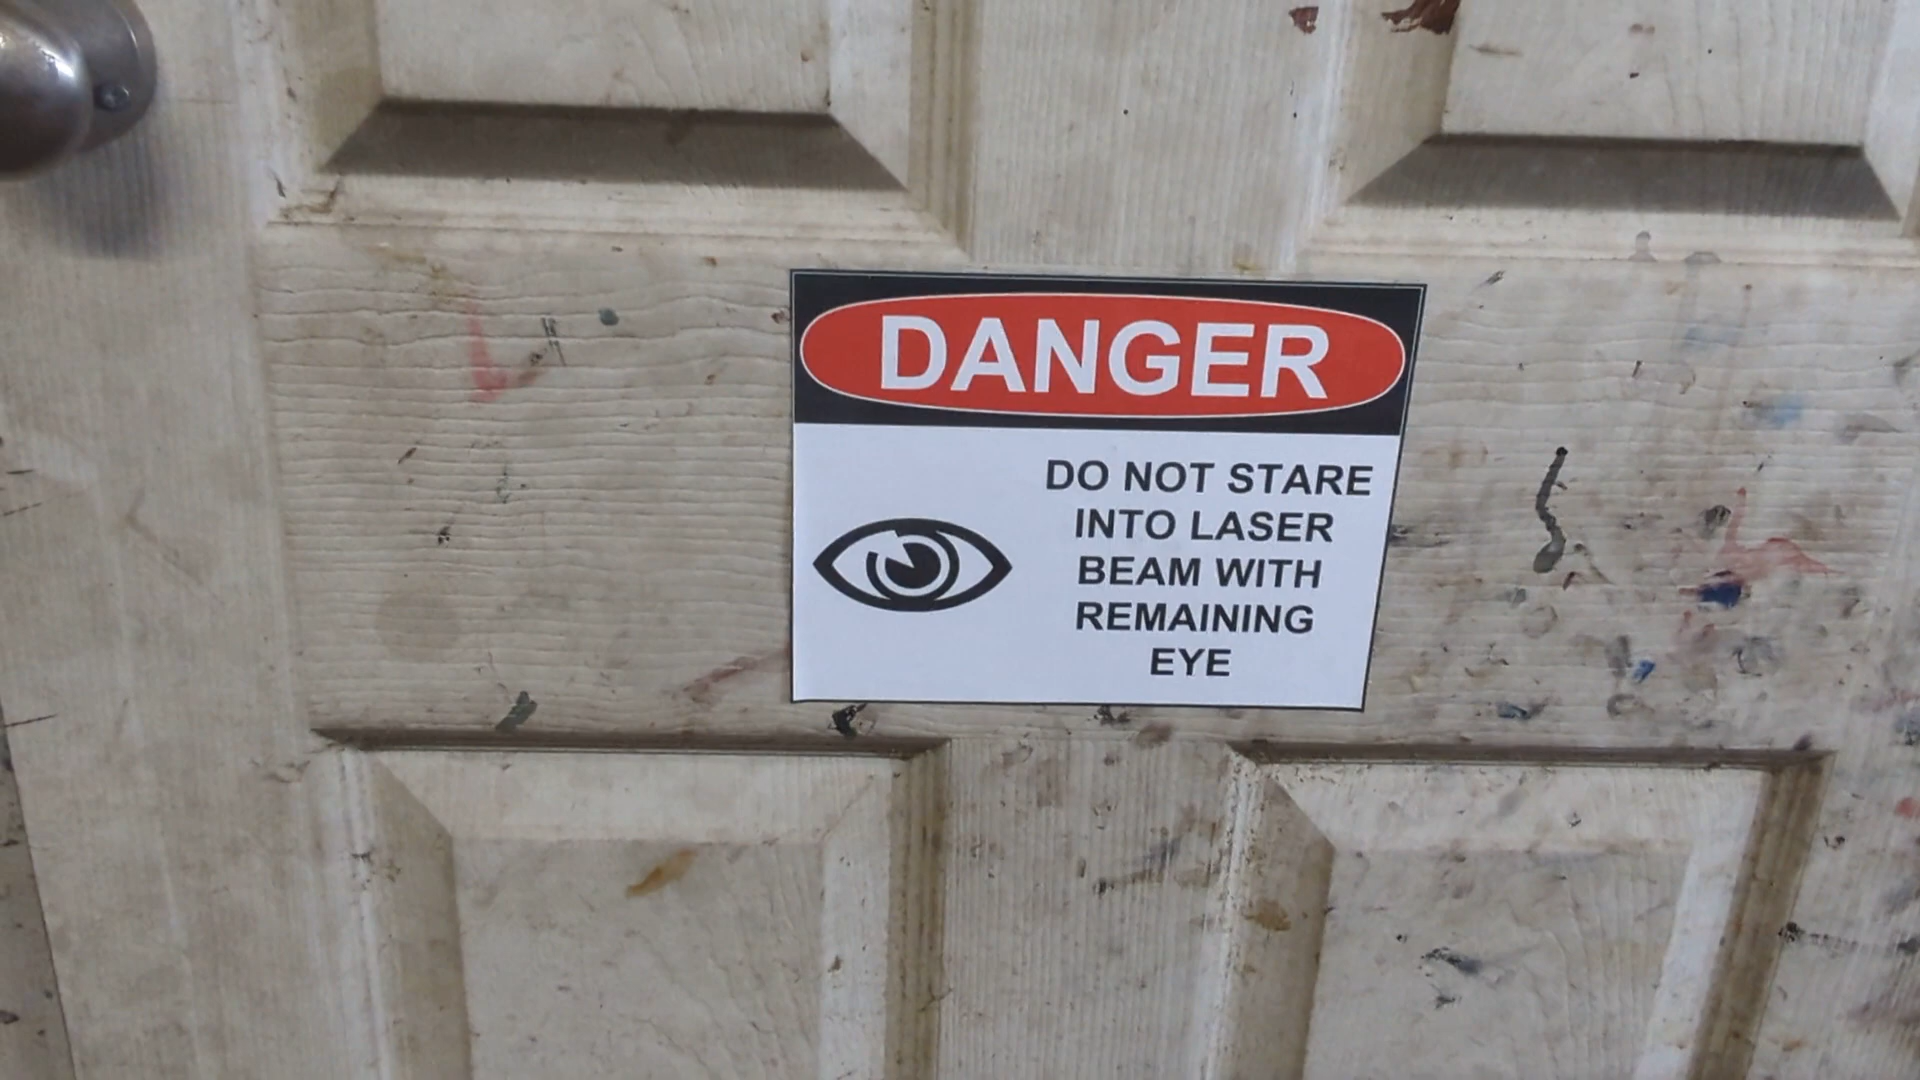 DANGER
DO NOT STARE
INTO LASER
BEAM WITH
REMAINING
EYE